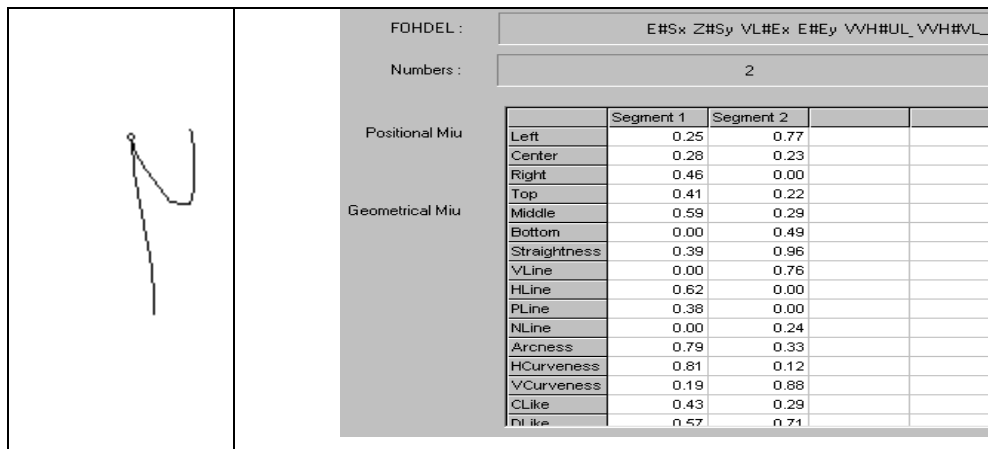 FOHDEL : E#Sx Z#Sy VL#Ex E#Ey VVH#UL_VVH#VL_
Numbers : 2
Positional Miu
Geometrical Miu
Segment 1 Segment 2
Left 0.25 0.77
Center 0.28 0.23
Right 0.46 0.00
Top 0.41 0.22
Middle 0.59 0.29
Bottom 0.00 0.49
Straightness 0.39 0.96
VLine 0.00 0.76
HLine 0.62 0.00
PLine 0.38 0.00
NLine 0.00 0.24
Arcness 0.79 0.33
HCurveness 0.81 0.12
VCurveness 0.19 0.88
CLike 0.43 0.29
DLike 0.57 0.71